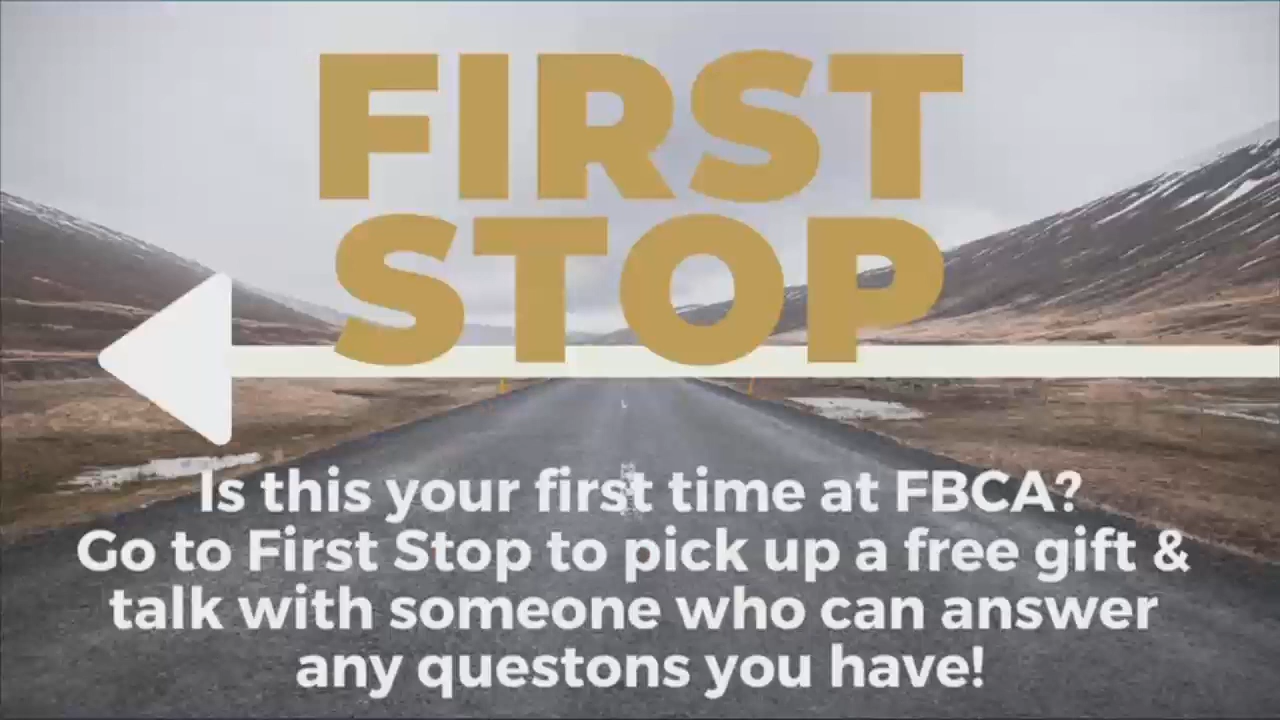 FIRST
STOP
Is this your first time at FBCA?
Go to First Stop to pick up a free gift &
talk with someone who can answer
any questons you have!